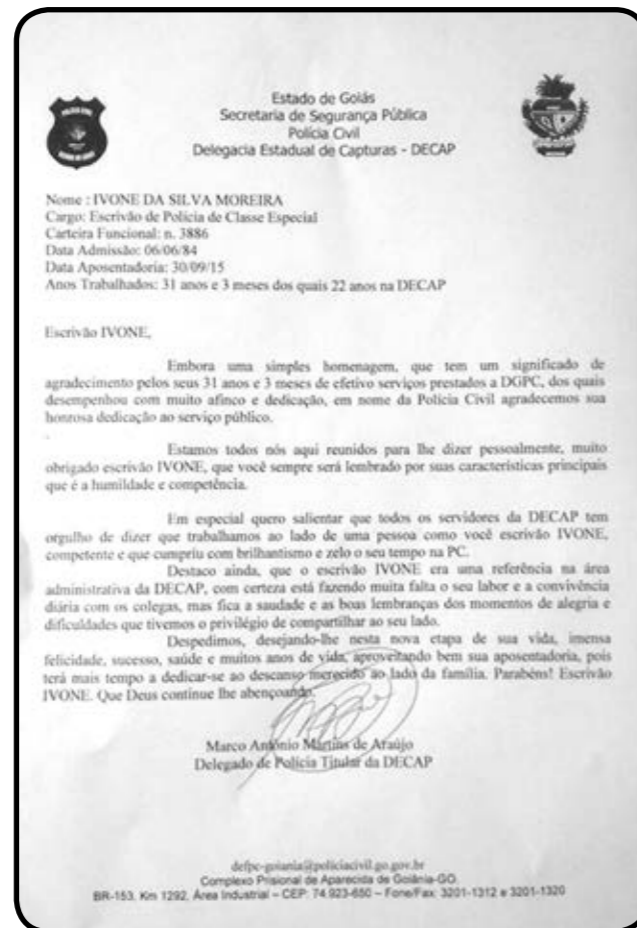 Estado de Goiás
Secretaria de Segurança Pública
Polícia Civil
Delegacia Estadual de Capturas - DECAP
Nome : IVONE DA SILVA MOREIRA
Cargo: Escrivão de Polícia de Classe Especial
Carteira Funcional: n. 3886
Data Admissão: 06/06/84
Data Aposentadoria: 30/09/15
Anos Trabalhados: 31 anos e 3 meses dos quais 22 anos na DECAP
Escrivão IVONE,
Embora uma simples homenagem, que tem um significado de
agradecimento pelos seus 31 anos e 3 meses de efetivo serviços prestados a DGPC, dos quais
desempenhou com muito afinco e dedicação, em nome da Polícia Civil agradecemos sua
honrosa dedicação ao serviço público.
Estamos todos nós aqui reunidos para lhe dizer pessoalmente, muito
obrigado escrivão IVONE, que você sempre será lembrado por suas características principais
que é a humildade e competência.
Em especial quero salientar que todos os servidores da DECAP tem
orgulho de dizer que trabalhamos ao lado de uma pessoa como você escrivão IVONE,
competente e que cumpriu com brilhantismo e zelo o seu tempo na PC.
Destaco ainda, que o escrivão IVONE era uma referência na área
administrativa da DECAP, com certeza está fazendo muita falta o seu labor e a convivência
diária com os colegas, mas fica a saudade e as boas lembranças dos momentos de alegria e
dificuldades que tivemos o privilégio de compartilhar ao seu lado.
Despedimos, desejando-lhe nesta nova etapa de sua vida, imensa
felicidade, sucesso, saúde e muitos anos de vida, aproveitando bem sua aposentadoria, pois
terá mais tempo a dedicar-se ao descanso merecido ao lado da família. Parabéns! Escrivão
IVONE. Que Deus continue lhe abençoando.
Marco Antônio Martins de Araújo
Delegado de Polícia Titular da DECAP
defpc-goiania@policiacivil.go.gov.br
Complexo Prisional de Aparecida de Goiânia-GO.
BR-153, Km 1292, Área Industrial – CEP: 74.923-650 – Fone/Fax: 3201-1312 e 3201-1320